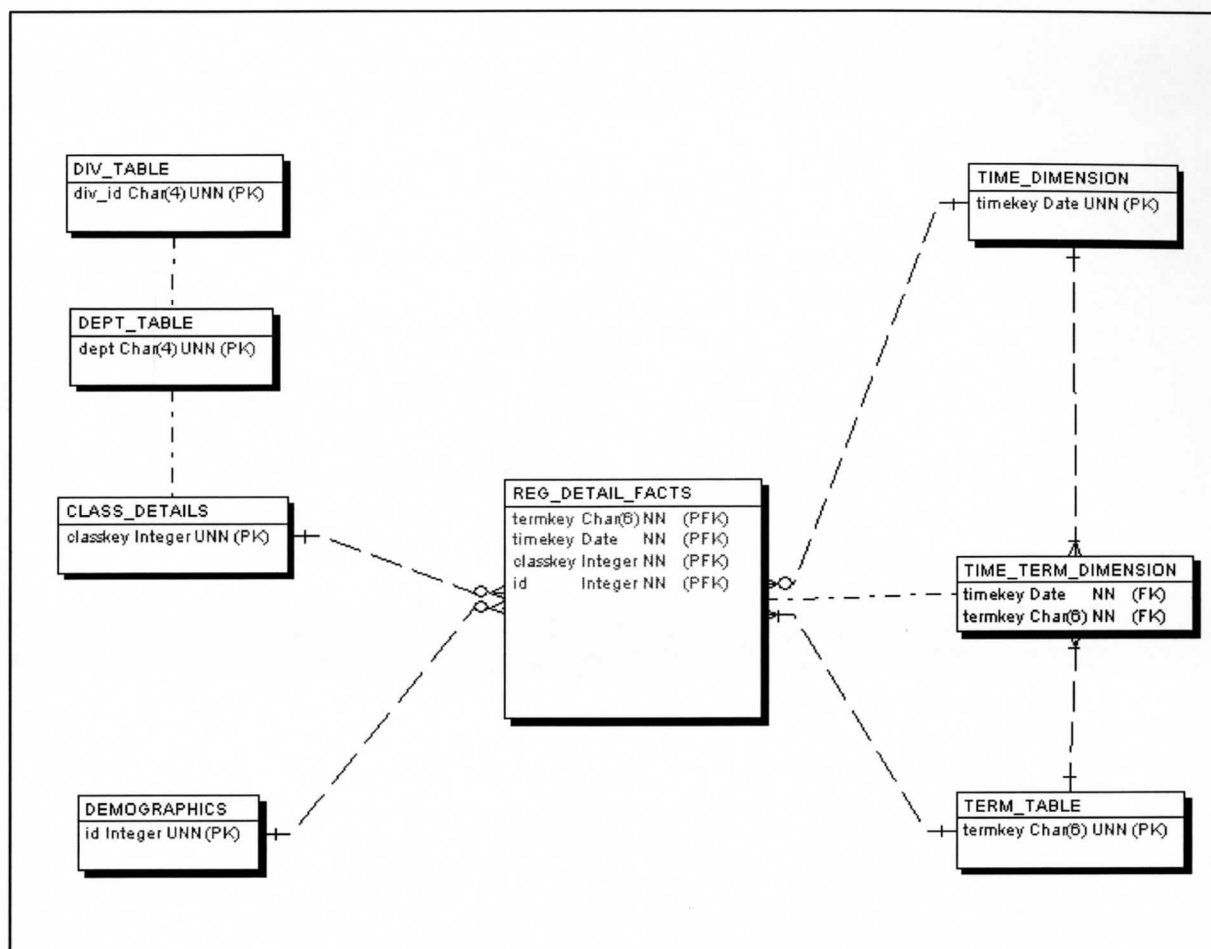 DIV_TABLE
div_id Char(4) UNN (PK)
DEPT_TABLE
dept Char(4) UNN (PK)
CLASS_DETAILS
classkey Integer UNN (PK)
DEMOGRAPHICS
id Integer UNN (PK)
REG_DETAIL_FACTS
termkey Char(6) NN (PFK)
timekey Date NN (PFK)
classkey Integer NN (PFK)
id Integer NN (PFK)
TIME_DIMENSION
timekey Date UNN (PK)
TIME_TERM_DIMENSION
timekey Date NN (FK)
termkey Char(6) NN (FK)
TERM_TABLE
termkey Char(6) UNN (PK)